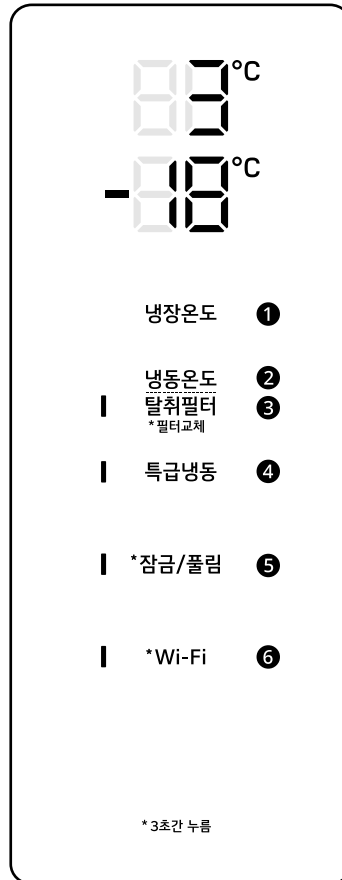 3 °C
-18 °C
냉장온도 ❶
냉동온도 ❷
탈취필터 ❸
*필터교체
특급냉동 ❹
*잠금/풀림 ❺
*Wi-Fi ❻
*3초간 누름